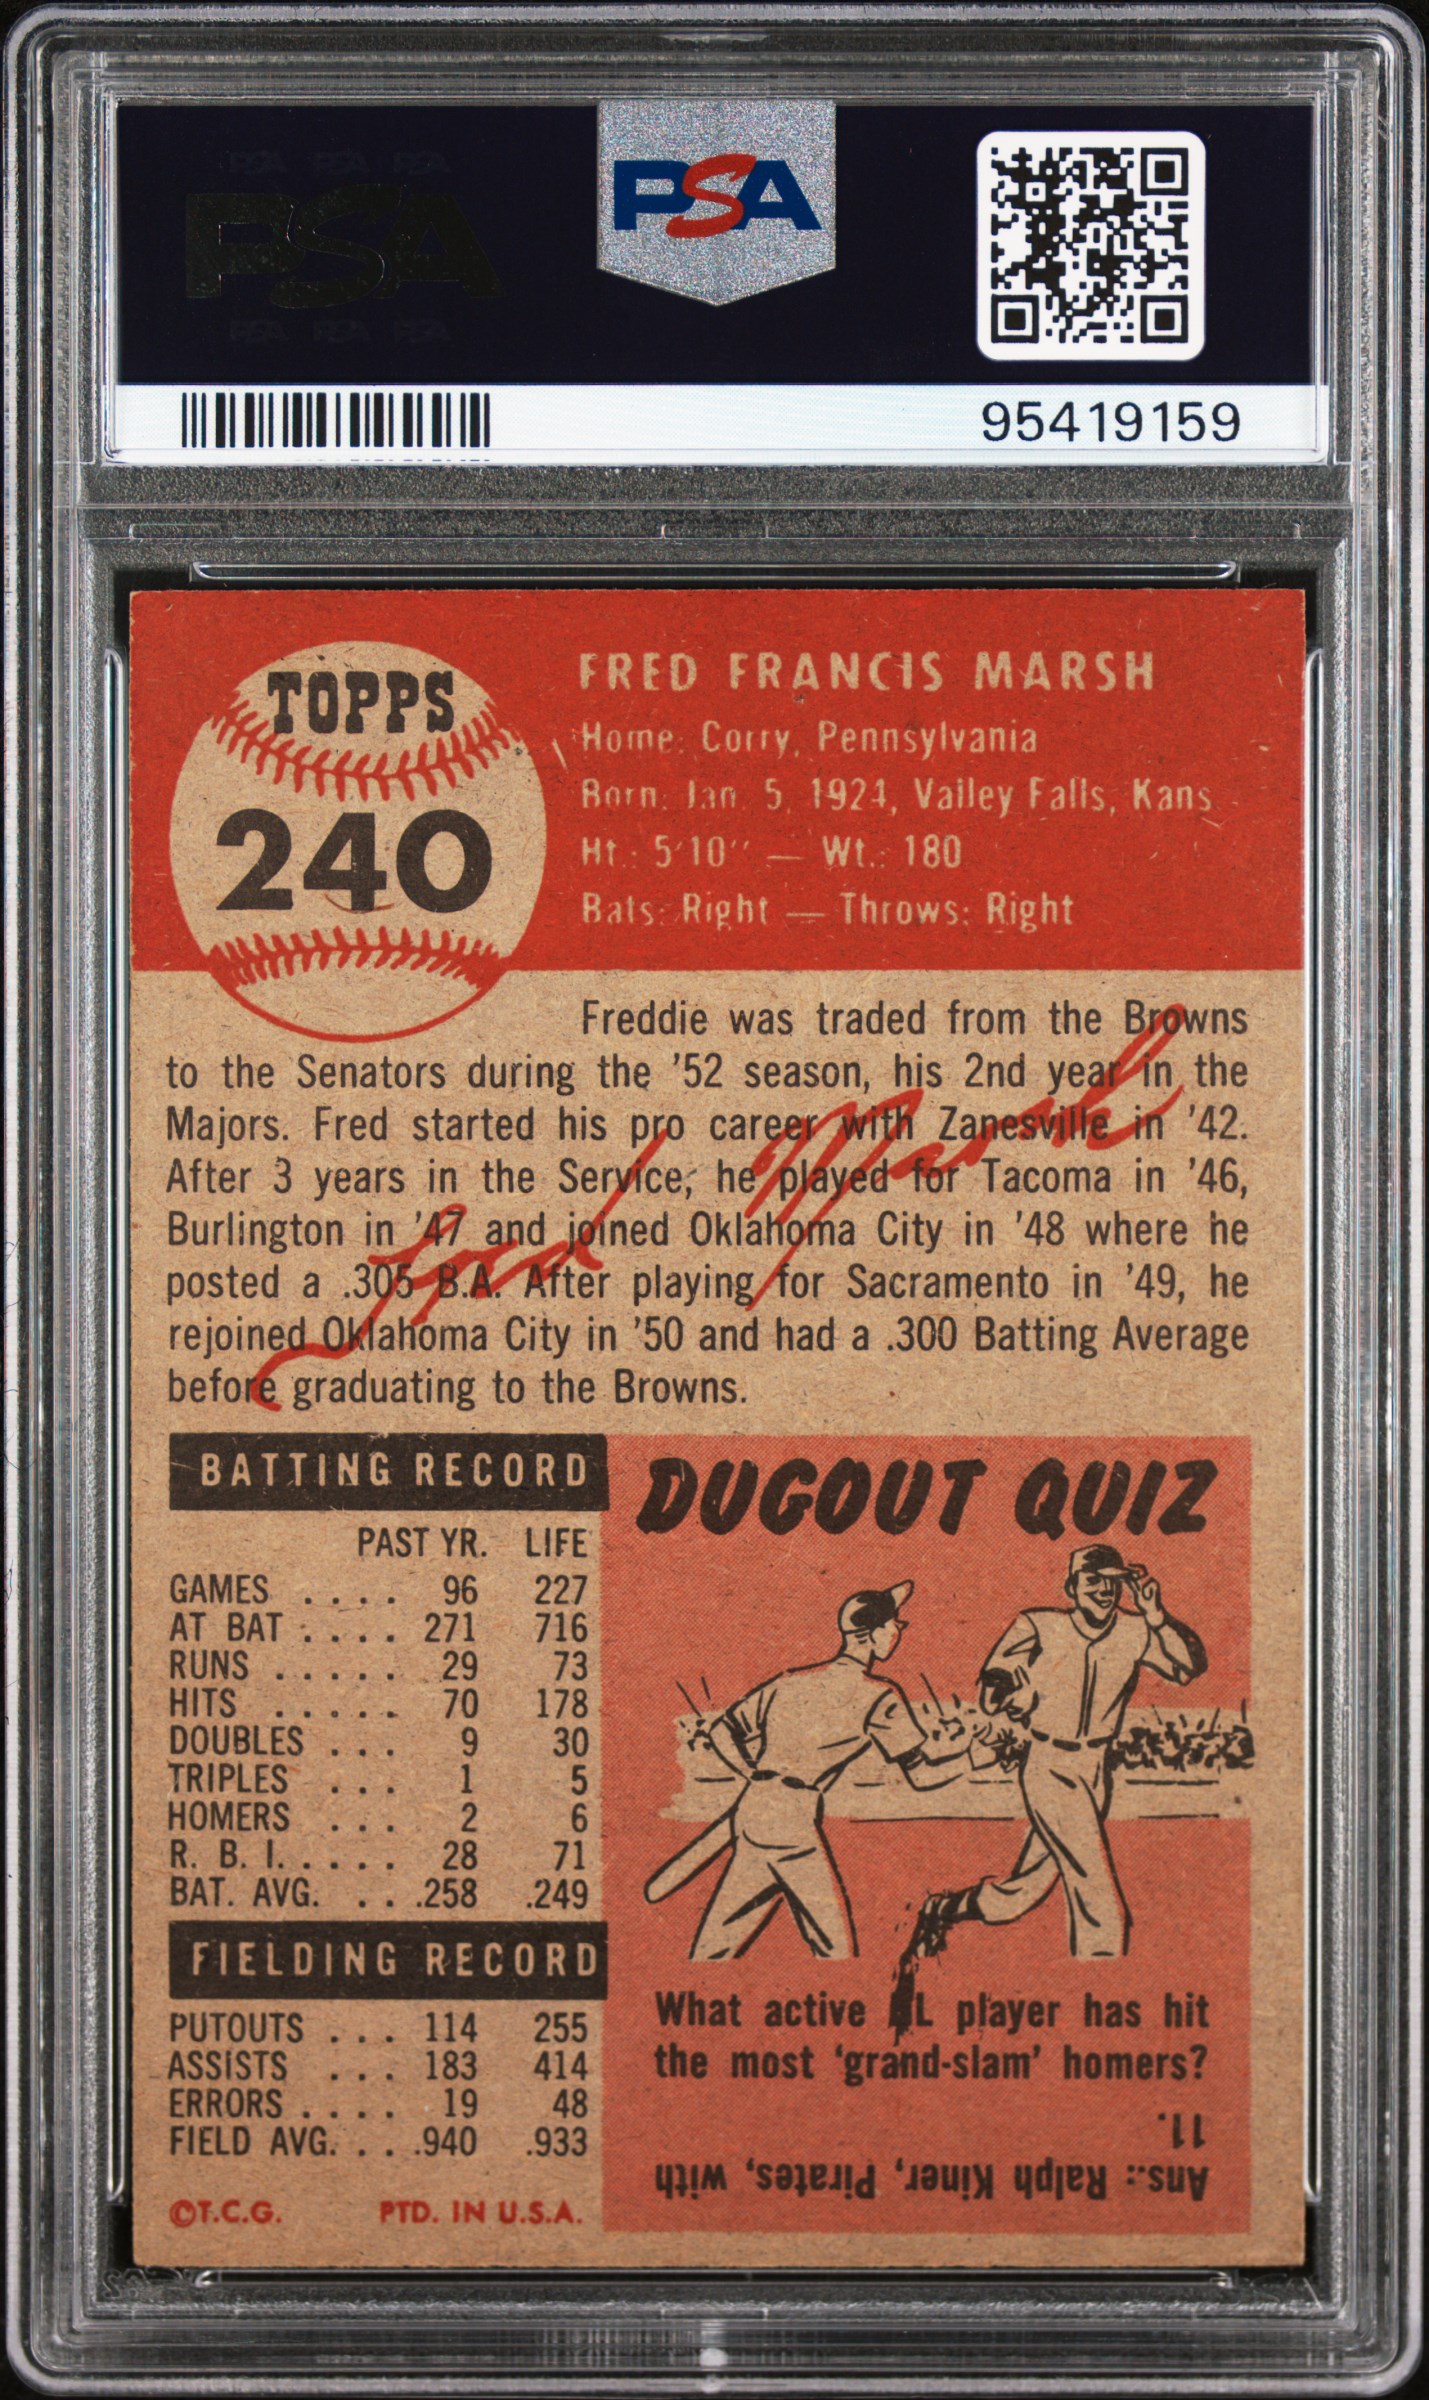 PSA
PSA
95419159
TOPPS
240
FRED FRANCIS MARSH
Home: Corry, Pennsylvania
Born: Jan. 5, 1924, Valley Falls, Kans.
Ht.: 5'10" — Wt.: 180
Bats: Right — Throws: Right
Freddie was traded from the Browns
to the Senators during the '52 season, his 2nd year in the
Majors. Fred started his pro career with Zanesville in '42.
After 3 years in the Service, he played for Tacoma in '46,
Burlington in '47 and joined Oklahoma City in '48 where he
posted a .305 B.A. After playing for Sacramento in '49, he
rejoined Oklahoma City in '50 and had a .300 Batting Average
before graduating to the Browns.
Fred Marsh
BATTING RECORD
PAST YR. LIFE
GAMES .... 96 227
AT BAT .... 271 716
RUNS ..... 29 73
HITS ..... 70 178
DOUBLES ... 9 30
TRIPLES ... 1 5
HOMERS ... 2 6
R. B. I. ..... 28 71
BAT. AVG. ... .258 .249
FIELDING RECORD
PUTOUTS ... 114 255
ASSISTS ... 183 414
ERRORS .... 19 48
FIELD AVG. ... .940 .933
©T.C.G. PTD. IN U.S.A.
DUGOUT QUIZ
What active NL player has hit
the most 'grand-slam' homers?
Ans.: Ralph Kiner, Pirates, with
11.